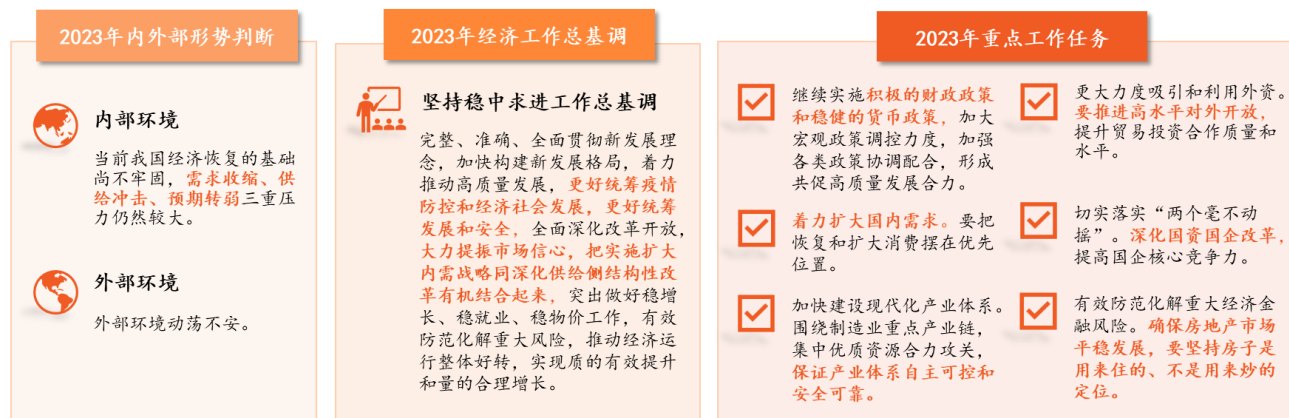 2023年内外部形势判断
内部环境
当前我国经济恢复的基础
尚不牢固，需求收缩、供
给冲击、预期转弱三重压
力仍然较大。
外部环境
外部环境动荡不安。
2023年经济工作总基调
坚持稳中求进工作总基调
完整、准确、全面贯彻新发展理
念，加快构建新发展格局，着力
推动高质量发展，更好统筹疫情
防控和经济社会发展，更好统筹
发展和安全，全面深化改革开放，
大力提振市场信心，把实施扩大
内需战略同深化供给侧结构性改
革有机结合起来，突出做好稳增
长、稳就业、稳物价工作，有效
防范化解重大风险，推动经济运
行整体好转，实现质的有效提升
和量的合理增长。
2023年重点工作任务
继续实施积极的财政政策
和稳健的货币政策，加大
宏观政策调控力度，加强
各类政策协调配合，形成
共促高质量发展合力。
着力扩大国内需求。要把
恢复和扩大消费摆在优先
位置。
加快建设现代化产业体系。
围绕制造业重点产业链，
集中优质资源合力攻关，
保证产业体系自主可控和
安全可靠。
更大力度吸引和利用外资。
要推进高水平对外开放，
提升贸易投资合作质量和
水平。
切实落实“两个毫不动
摇”。深化国资国企改革，
提高国企核心竞争力。
有效防范化解重大经济金
融风险。确保房地产市场
平稳发展，要坚持房子是
用来住的、不是用来炒的
定位。